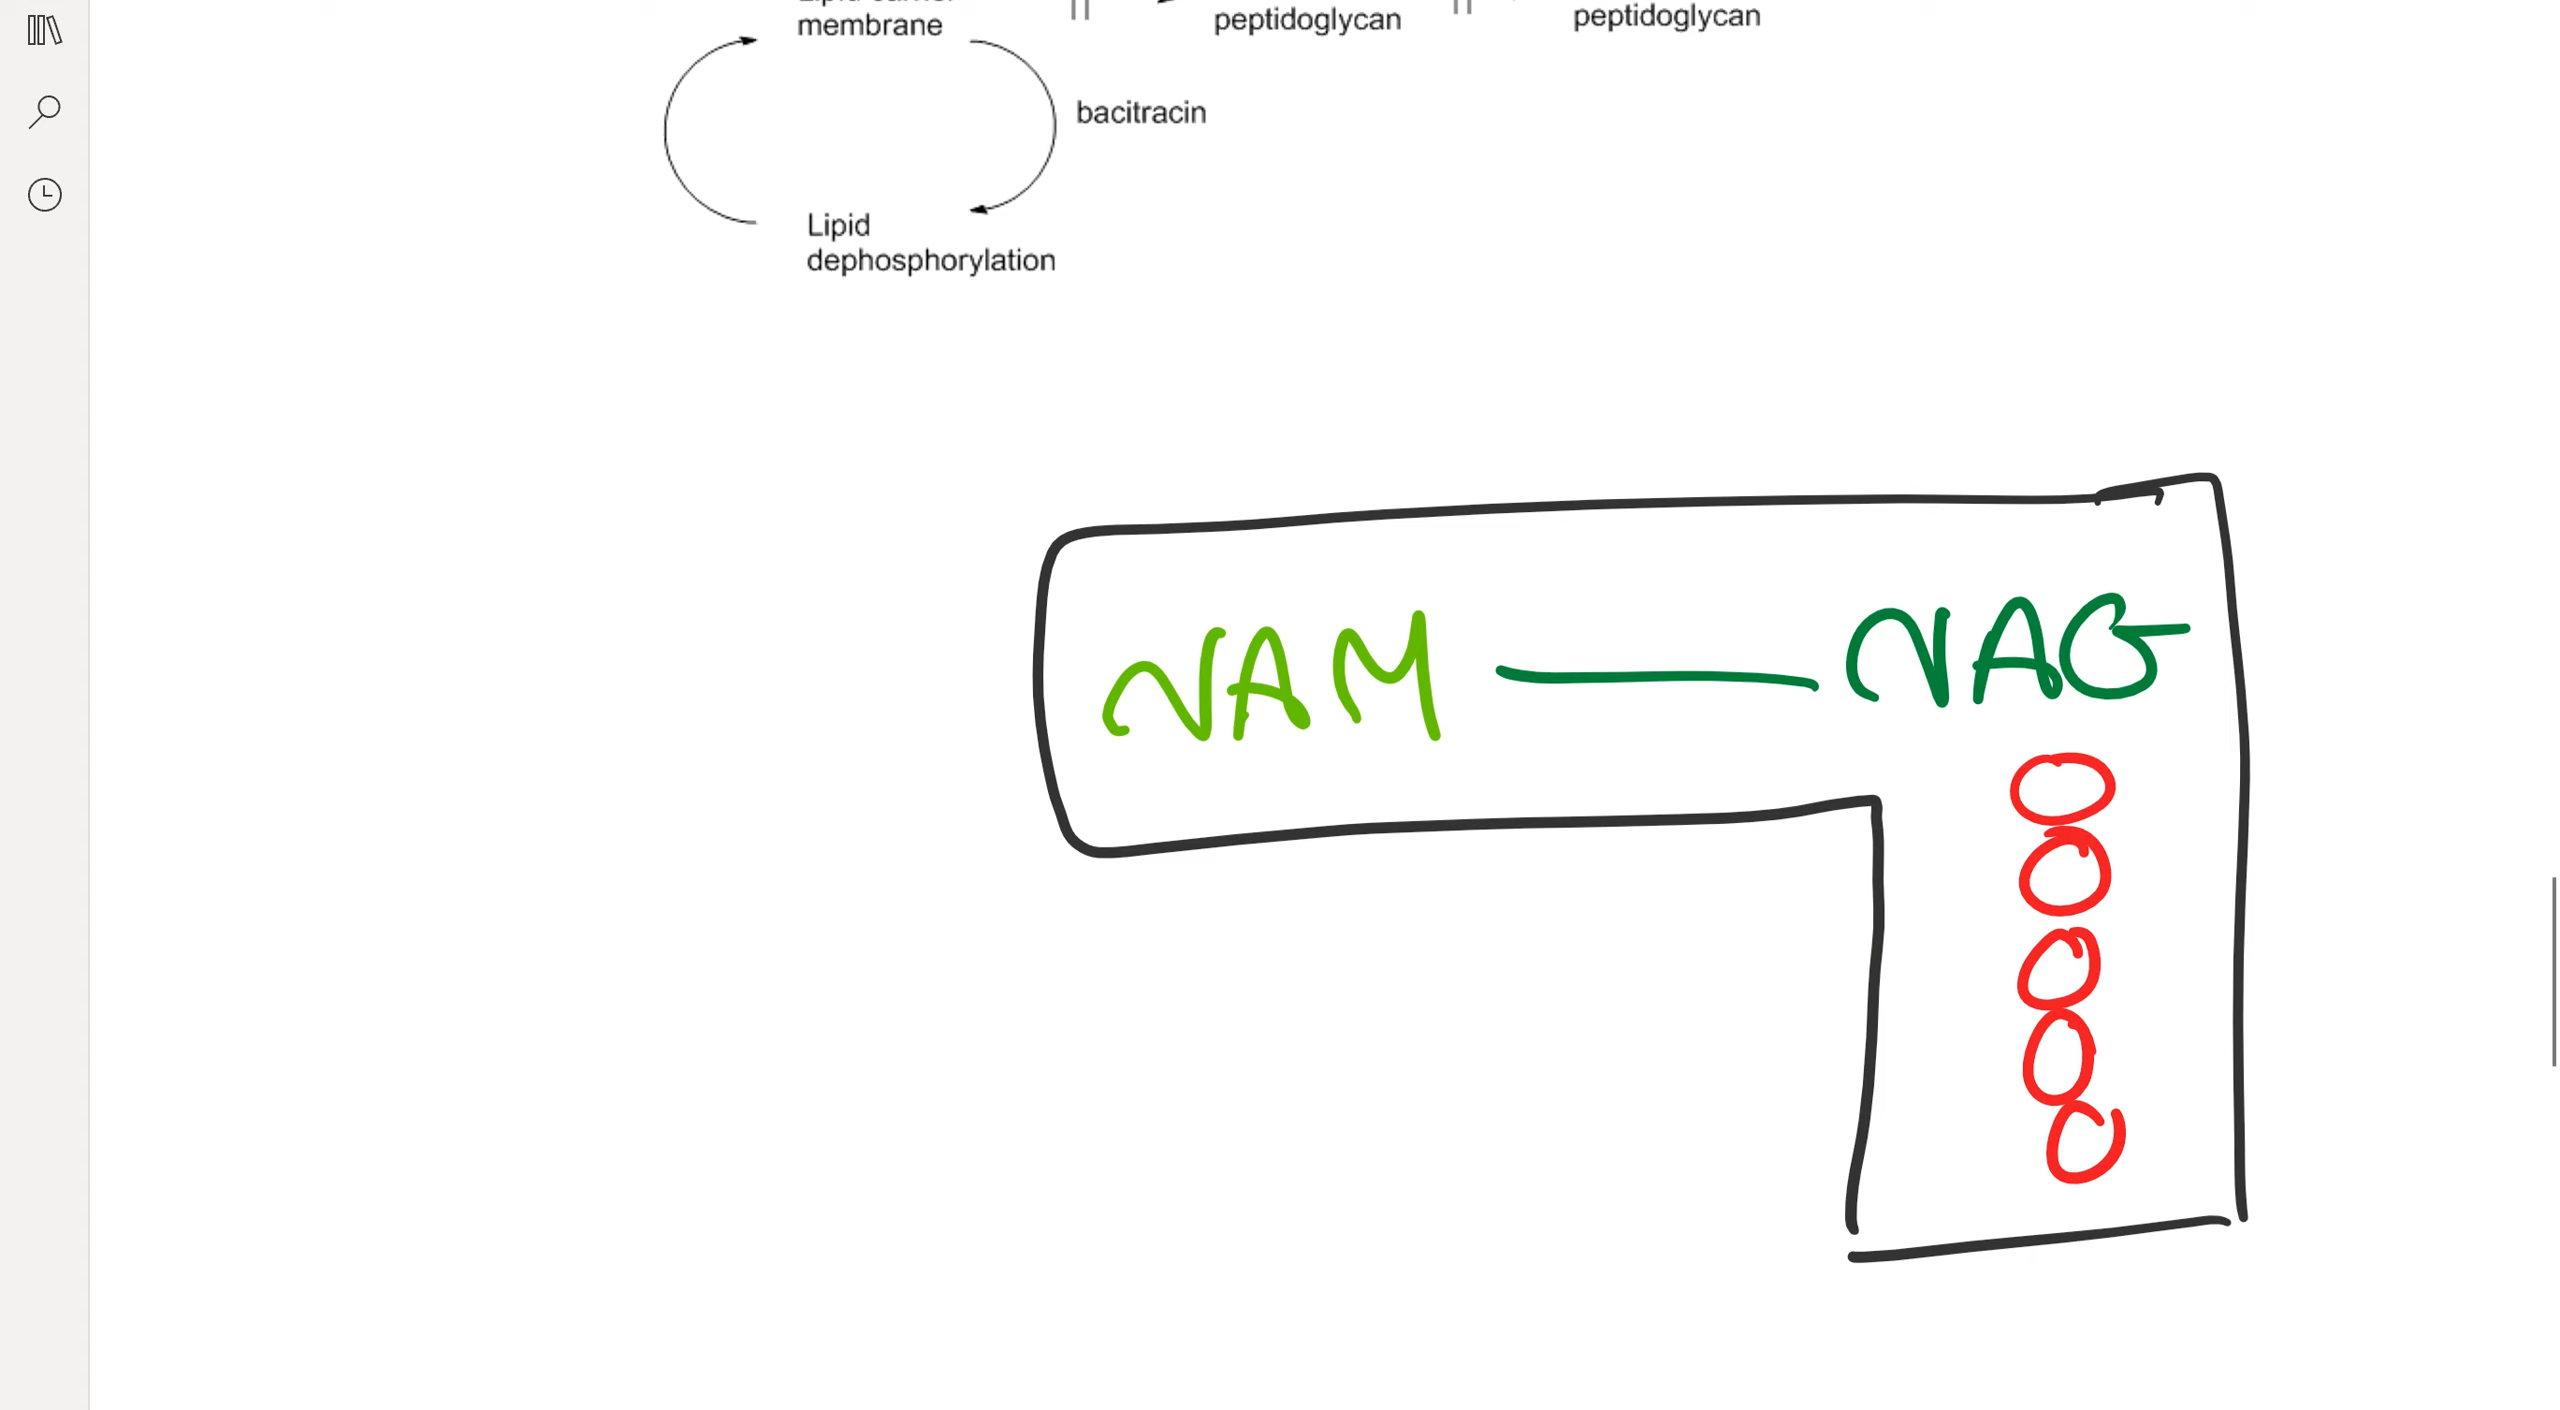 membrane
peptidoglycan
peptidoglycan
bacitracin
Lipid
dephosphorylation
NAM
NAG